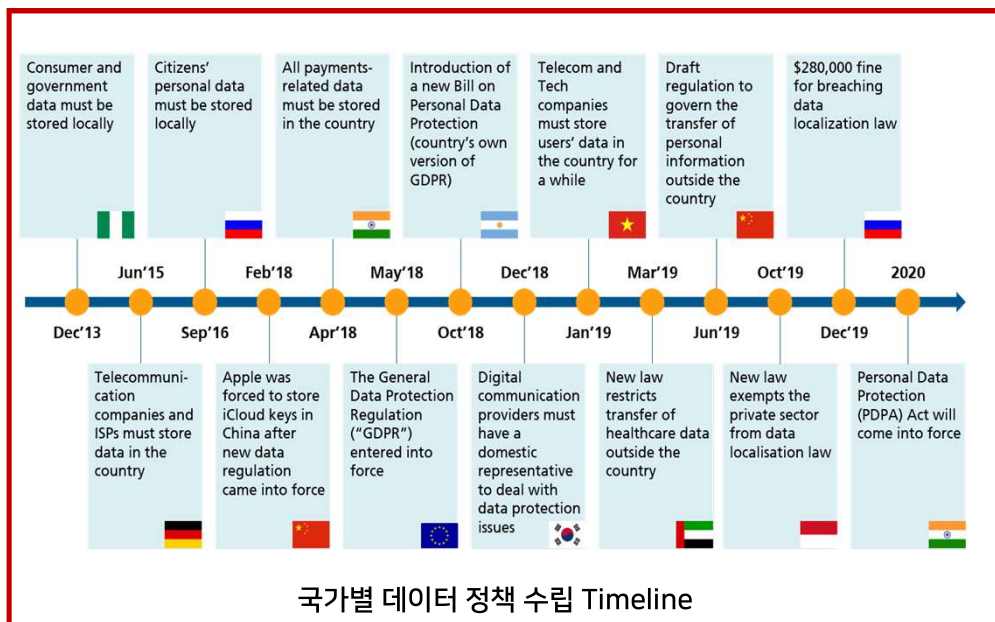 Consumer and
government
data must be
stored locally
Citizens’
personal data
must be stored
locally
All payments-
related data
must be stored
in the country
Introduction of
a new Bill on
Personal Data
Protection
(country’s own
version of
GDPR)
Telecom and
Tech
companies
must store
users’ data in
the country for
a while
Draft
regulation to
govern the
transfer of
personal
information
outside the
country
$280,000 fine
for breaching
data
localization law
Jun’15
Feb’18
May’18
Dec’18
Mar’19
Oct’19
2020
Dec’13
Sep’16
Apr’18
Oct’18
Jan’19
Jun’19
Dec’19
Telecommuni-
cation
companies and
ISPs must store
data in the
country
Apple was
forced to store
iCloud keys in
China after
new data
regulation
came into force
The General
Data Protection
Regulation
(“GDPR”)
entered into
force
Digital
communication
providers must
have a
domestic
representative
to deal with
data protection
issues
New law
restricts
transfer of
healthcare data
outside the
country
New law
exempts the
private sector
from data
localisation law
Personal Data
Protection
(PDPA) Act will
come into force
국가별 데이터 정책 수립 Timeline